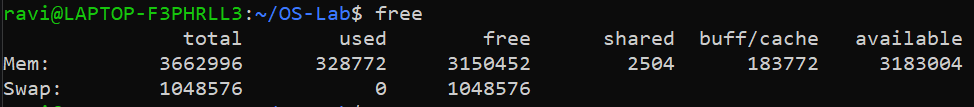 ravi@LAPTOP-F3PHRLL3:~/OS-Lab$ free
total used free shared buff/cache available
Mem: 3662996 328772 3150452 2504 183772 3183004
Swap: 1048576 0 1048576